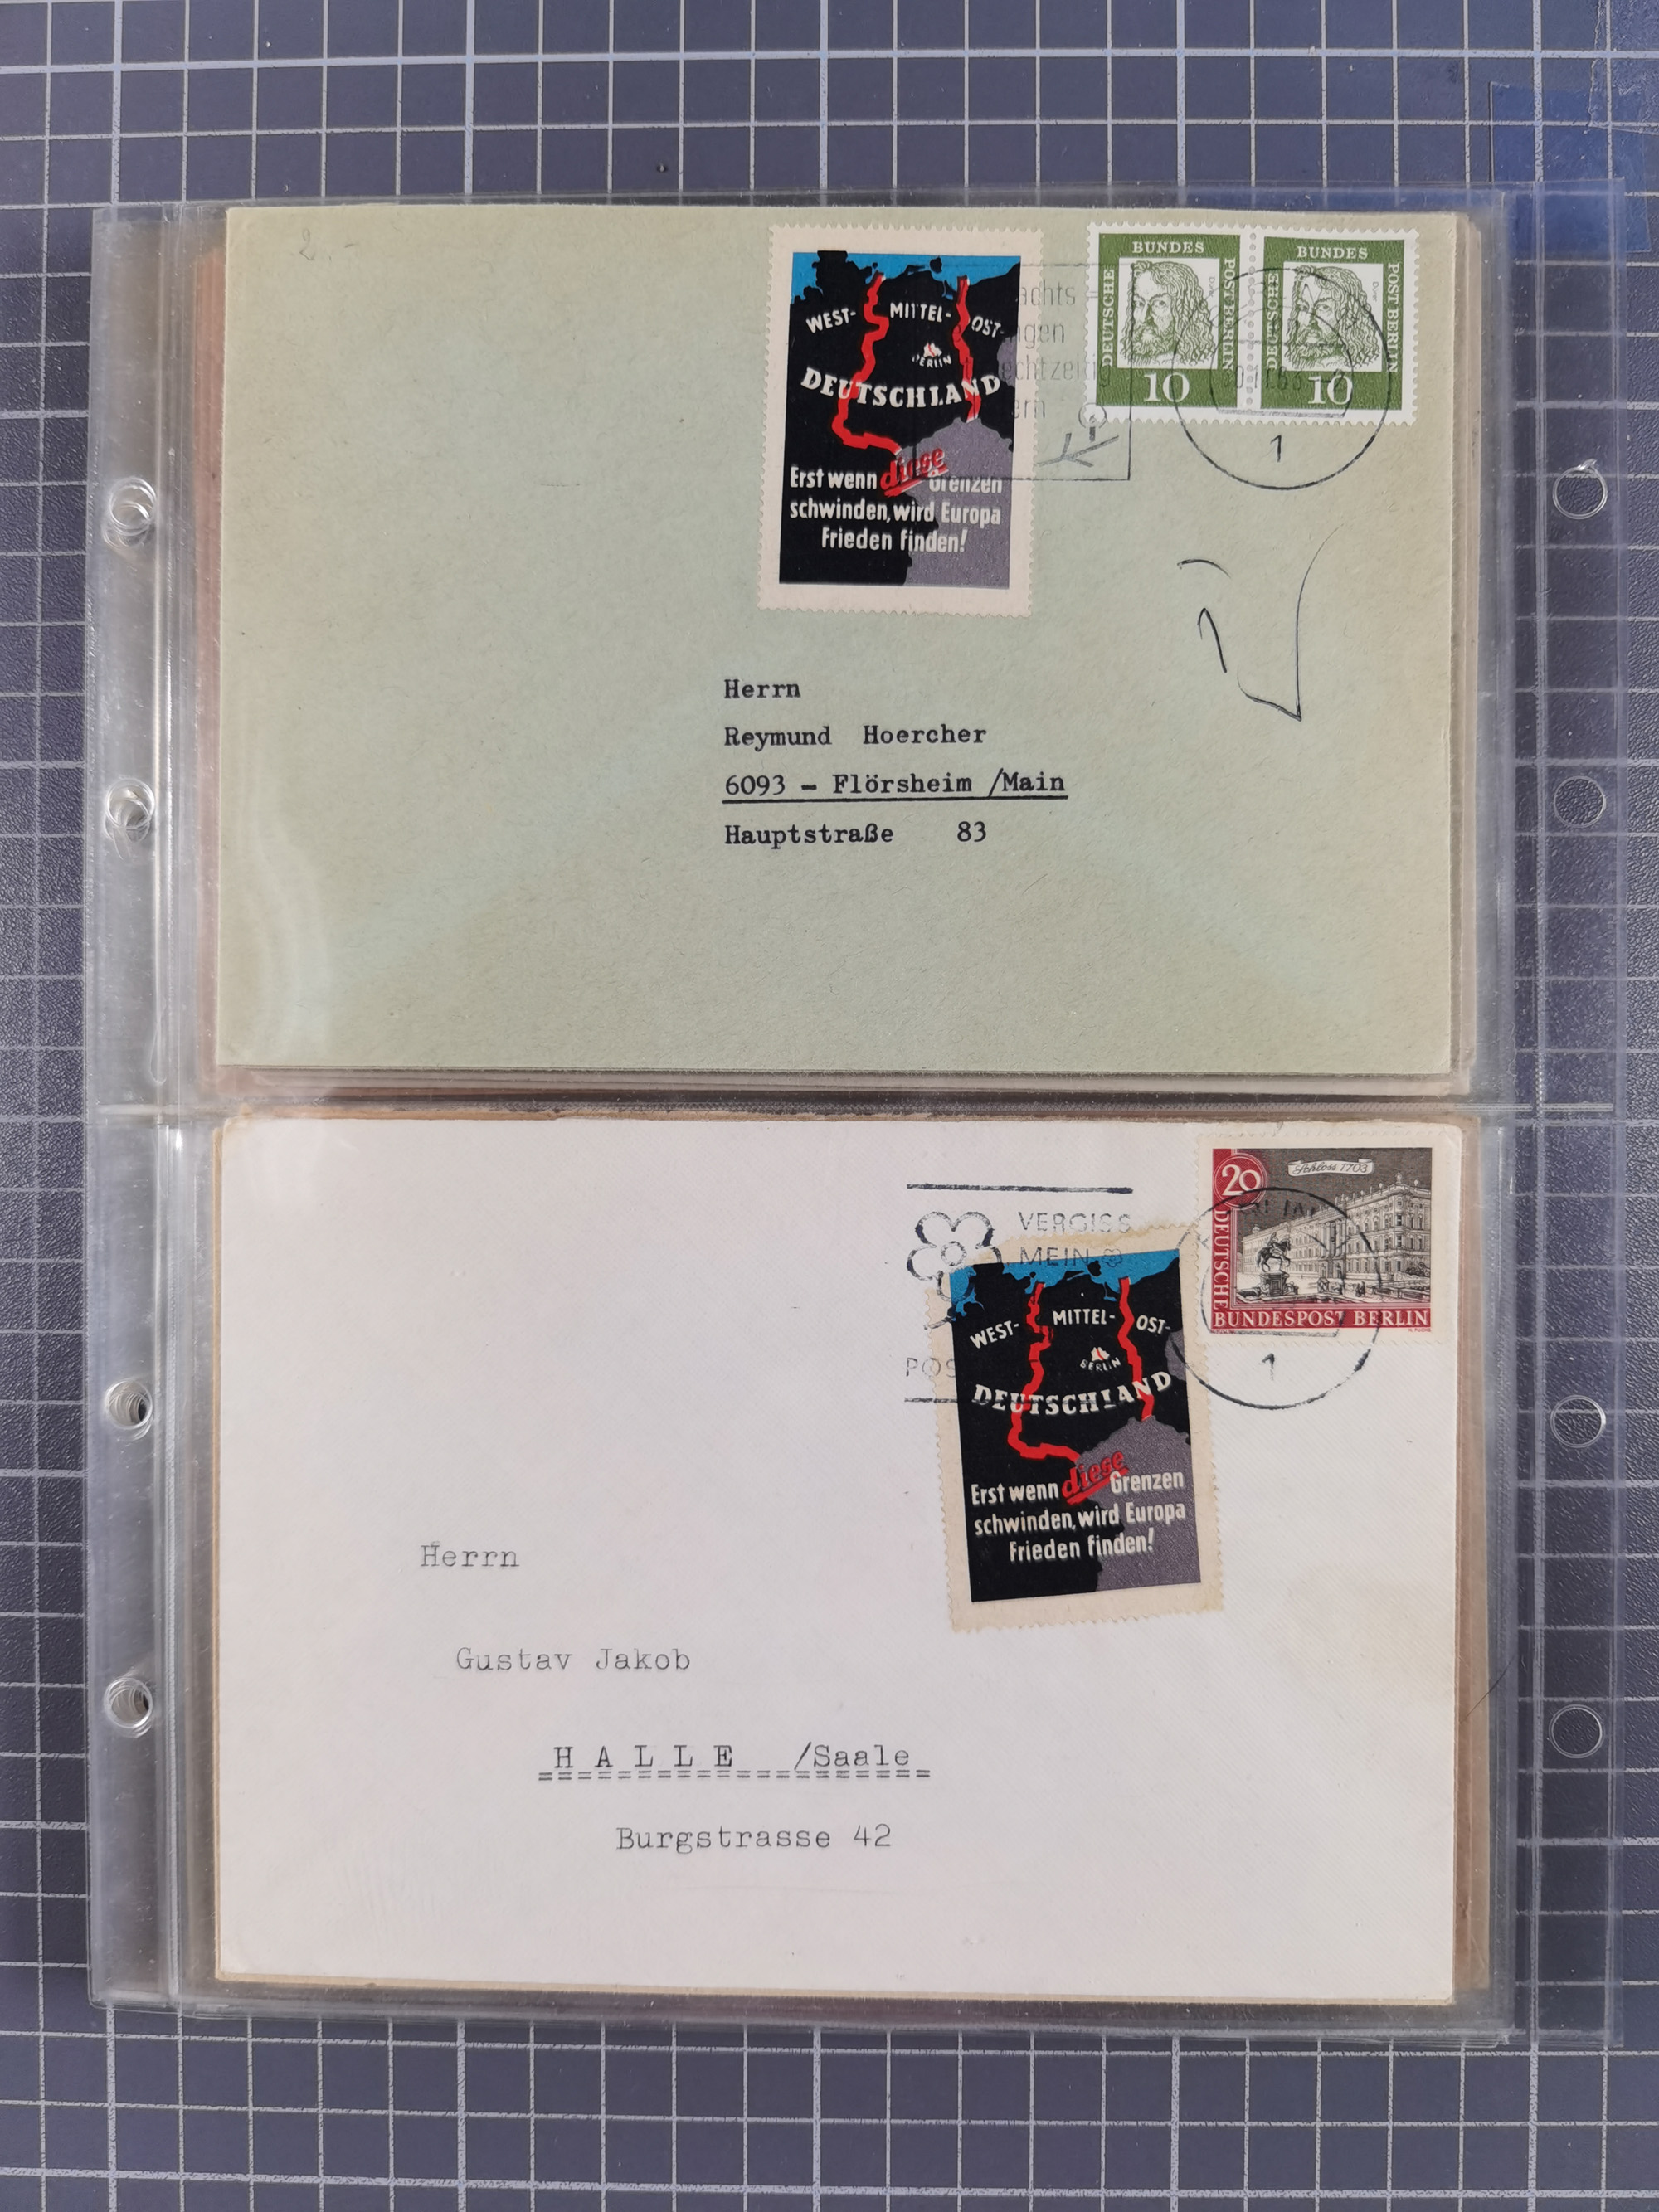 2.-
WEST- MITTEL- OST-
BERLIN
DEUTSCHLAND
Erst wenn diese Grenzen
schwinden, wird Europa
Frieden finden!
BUNDES
DEUTSCHE
POST BERLIN
10
BUNDES
DEUTSCHE
POST BERLIN
10
1
Herrn
Reymund Hoercher
6093 - Flörsheim /Main
Hauptstraße 83
VERGISS
MEIN
20
Schloss 1703
DEUTSCHE
BUNDESPOST BERLIN
1
WEST- MITTEL- OST-
BERLIN
DEUTSCHLAND
Erst wenn diese Grenzen
schwinden, wird Europa
Frieden finden!
Herrn
Gustav Jakob
HALLE /Saale
Burgstrasse 42